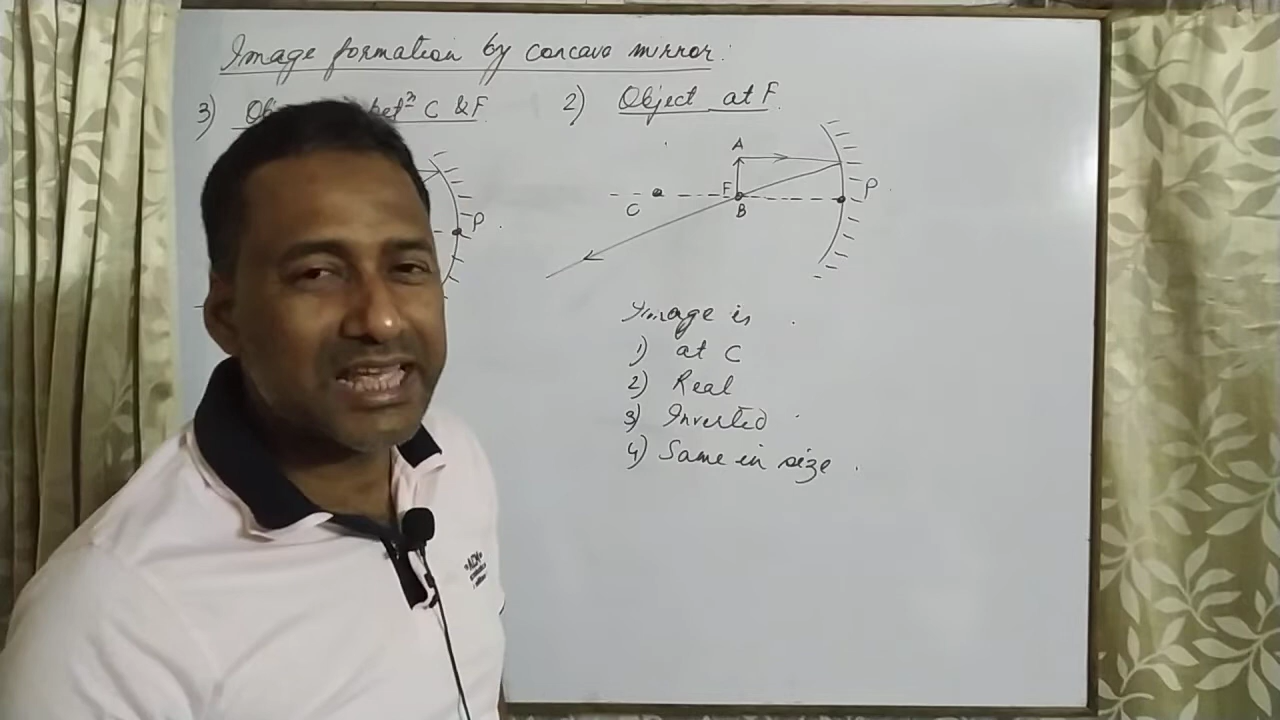 Image formation by concave mirror.
3) bet⁼ⁿ C & F
2) Object at F
A
P
F
C
B
P
Image is
1) at C
2) Real
3) Inverted
4) Same in size